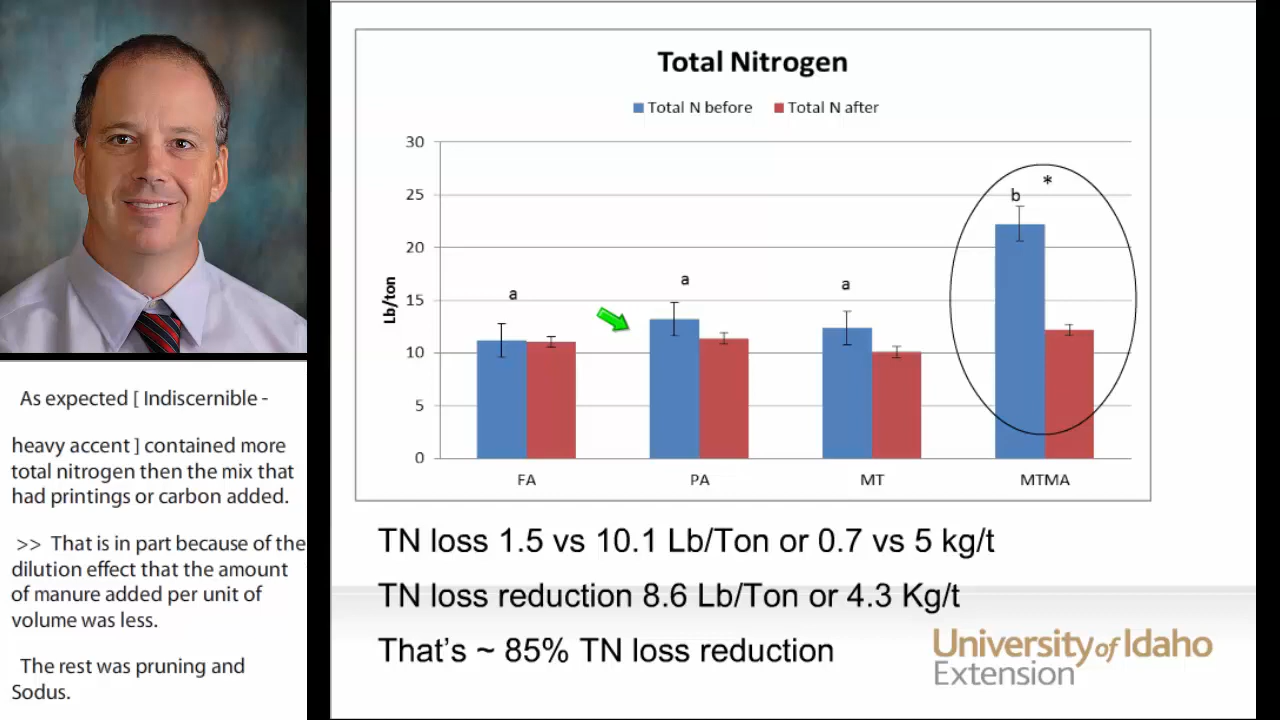 Total Nitrogen
Total N before Total N after
30
25
20
15
10
5
0
Lb/ton
a
a
a
b *
FA PA MT MTMA
TN loss 1.5 vs 10.1 Lb/Ton or 0.7 vs 5 kg/t
TN loss reduction 8.6 Lb/Ton or 4.3 Kg/t
That's ~ 85% TN loss reduction
University of Idaho
Extension
As expected [ Indiscernible -
heavy accent ] contained more
total nitrogen then the mix that
had printings or carbon added.
>> That is in part because of the
dilution effect that the amount
of manure added per unit of
volume was less.
The rest was pruning and
Sodus.